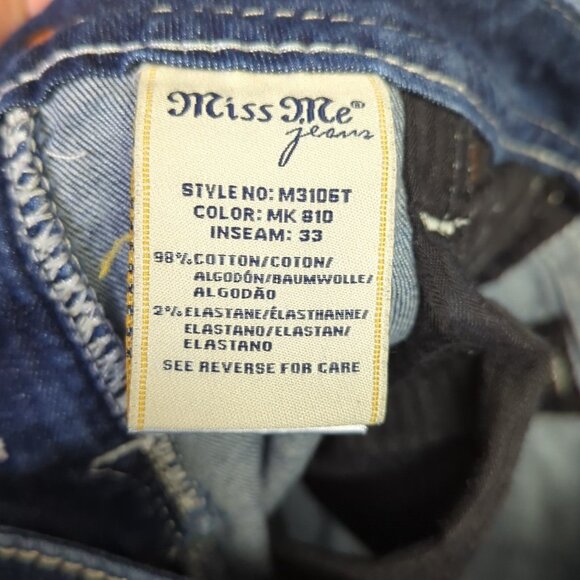 Miss Me®
jeans
STYLE NO: M3106T
COLOR: MK 810
INSEAM: 33
98% COTTON/COTON/
ALGODÓN/BAUMWOLLE/
ALGODÃO
2% ELASTANE/ÉLASTHANNE/
ELASTANO/ELASTAN/
ELASTANO
SEE REVERSE FOR CARE